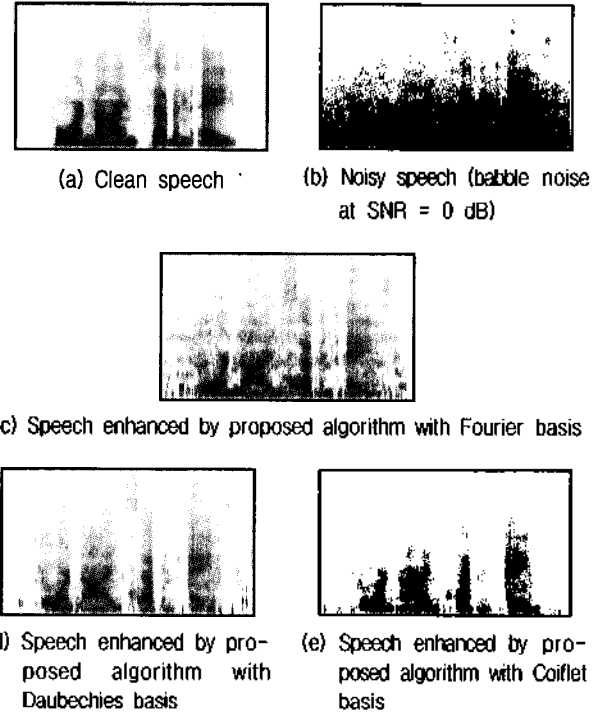 (a) Clean speech
(b) Noisy speech (babble noise
at SNR = 0 dB)
c) Speech enhanced by proposed algorithm with Fourier basis
l) Speech enhanced by pro-
posed algorithm with
Daubechies basis
(e) Speech enhanced by pro-
posed algorithm with Coiflet
basis